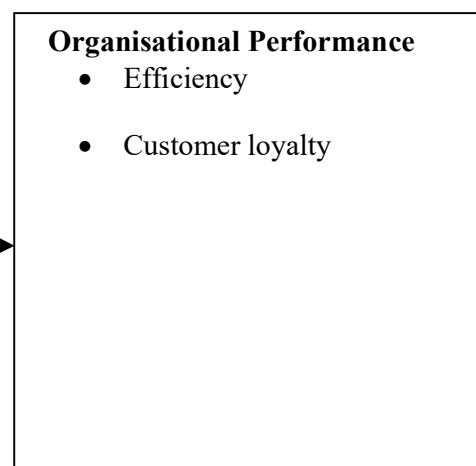 Organisational Performance
• Efficiency
• Customer loyalty